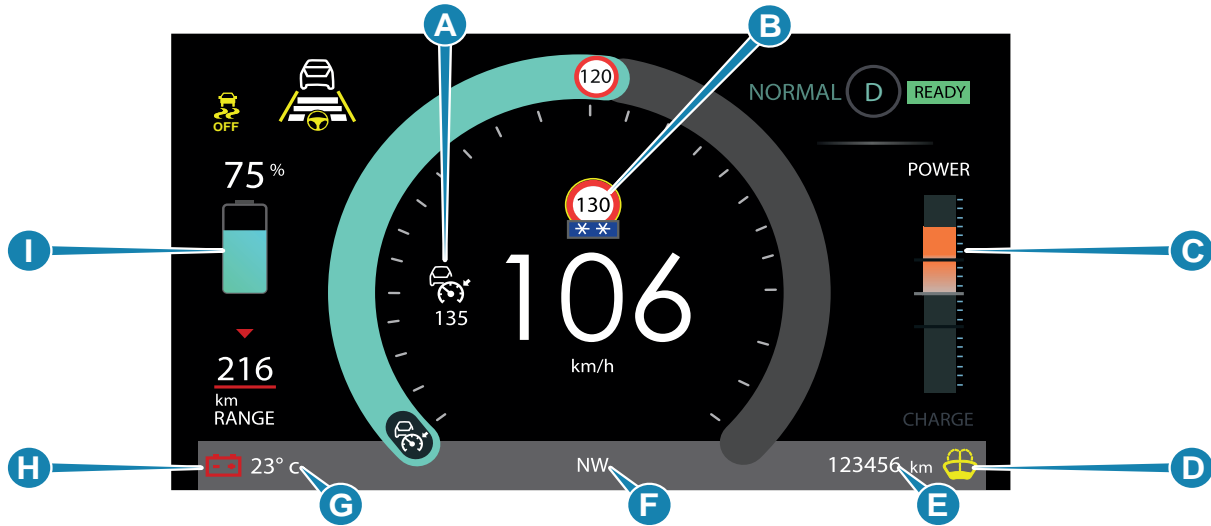 A
B
120
NORMAL
D
READY
OFF
75 %
POWER
130
I
C
135
106
km/h
216
km
RANGE
CHARGE
H
23° c
NW
123456 km
D
G
F
E